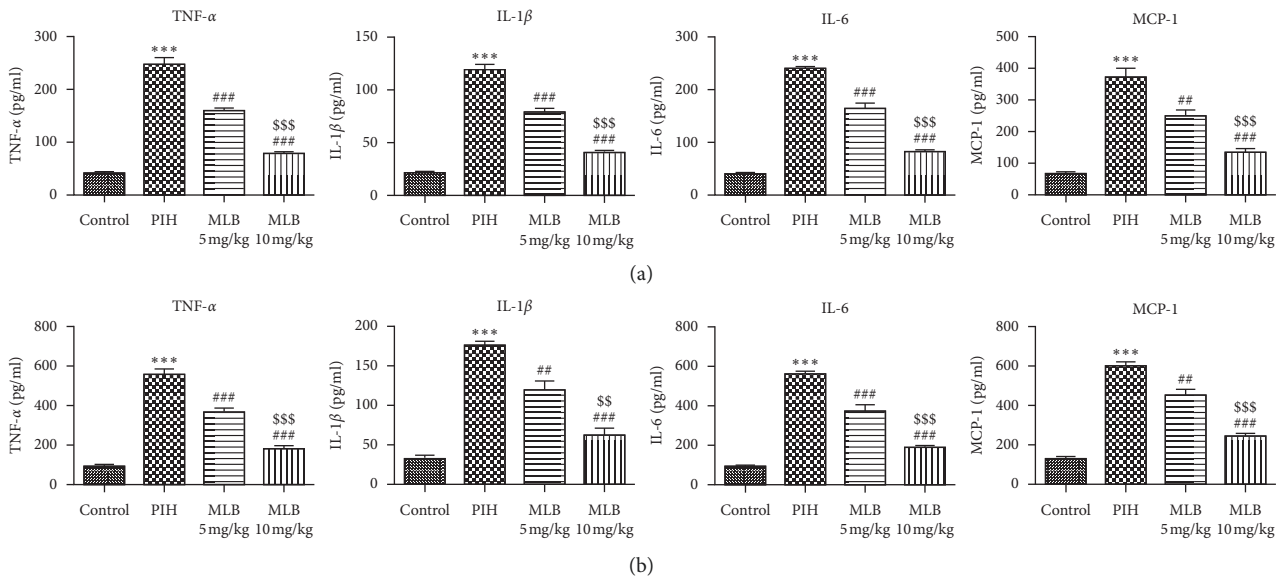 TNF-α
300
200
100
0
TNF-α (pg/ml)
***
###
$$$
###
Control PIH MLB MLB
5 mg/kg 10 mg/kg
IL-1β
150
100
50
0
IL-1β (pg/ml)
***
###
$$$
###
Control PIH MLB MLB
5 mg/kg 10 mg/kg
IL-6
300
200
100
0
IL-6 (pg/ml)
***
###
$$$
###
Control PIH MLB MLB
5 mg/kg 10 mg/kg
MCP-1
500
400
300
200
100
0
MCP-1 (pg/ml)
***
##
$$$
###
Control PIH MLB MLB
5 mg/kg 10 mg/kg
(a)
TNF-α
800
600
400
200
0
TNF-α (pg/ml)
***
###
$$$
###
Control PIH MLB MLB
5 mg/kg 10 mg/kg
IL-1β
200
150
100
50
0
IL-1β (pg/ml)
***
##
$$
###
Control PIH MLB MLB
5 mg/kg 10 mg/kg
IL-6
800
600
400
200
0
IL-6 (pg/ml)
***
###
$$$
###
Control PIH MLB MLB
5 mg/kg 10 mg/kg
MCP-1
800
600
400
200
0
MCP-1 (pg/ml)
***
##
$$$
###
Control PIH MLB MLB
5 mg/kg 10 mg/kg
(b)